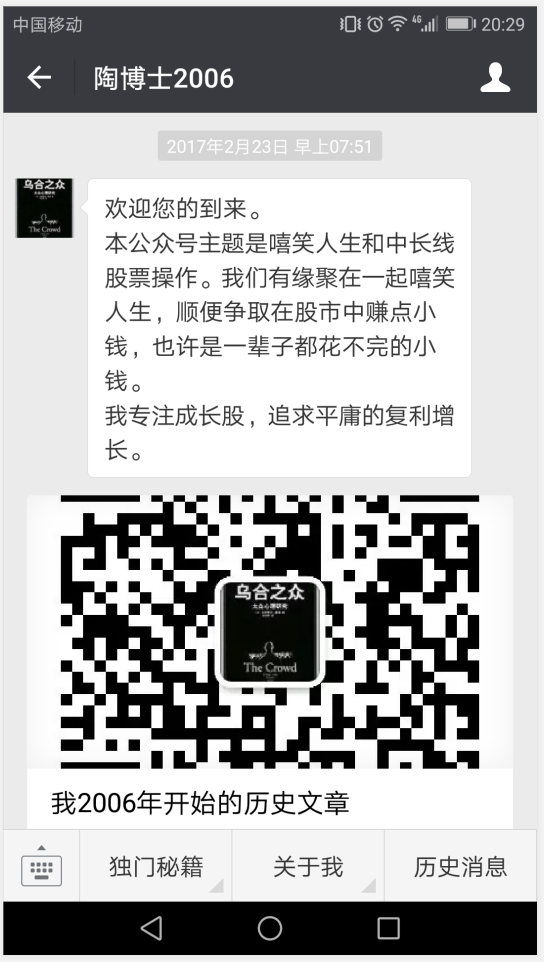 中国移动 4G 20:29
陶博士2006
2017年2月23日 早上07:51
乌合之众
The Crowd
欢迎您的到来。
本公众号主题是嘻笑人生和中长线
股票操作。我们有缘聚在一起嘻笑
人生，顺便争取在股市中赚点小
钱，也许是一辈子都花不完的小
钱。
我专注成长股，追求平庸的复利增
长。
乌合之众
大众心理研究
The Crowd
我2006年开始的历史文章
独门秘籍
关于我
历史消息